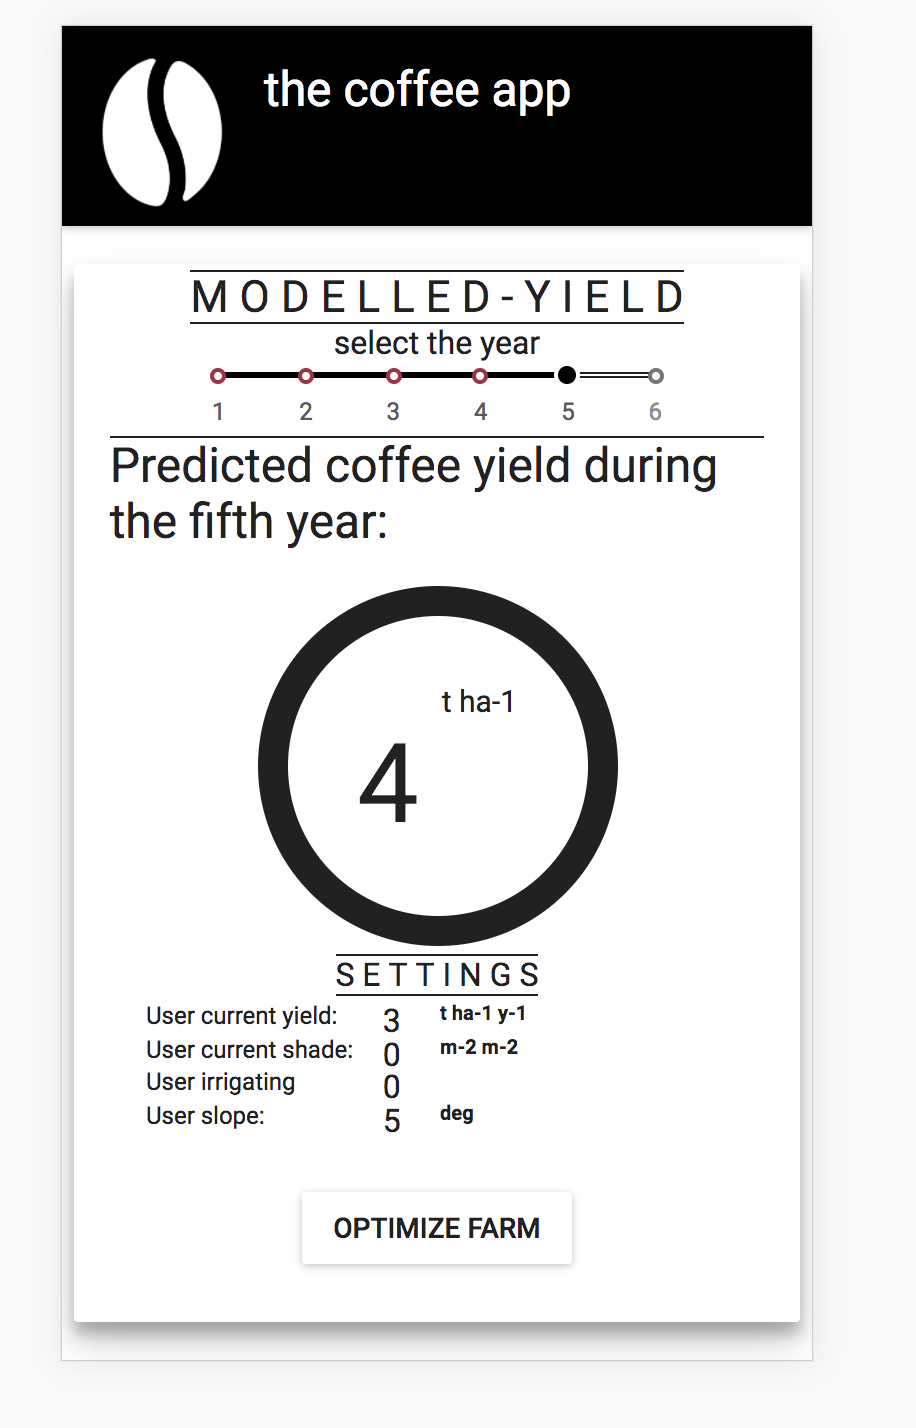 the coffee app
MODELLED-YIELD
select the year
1 2 3 4 5 6
Predicted coffee yield during
the fifth year:
t ha-1
4
SETTINGS
User current yield: 3 t ha-1 y-1
User current shade: 0 m-2 m-2
User irrigating 0
User slope: 5 deg
OPTIMIZE FARM